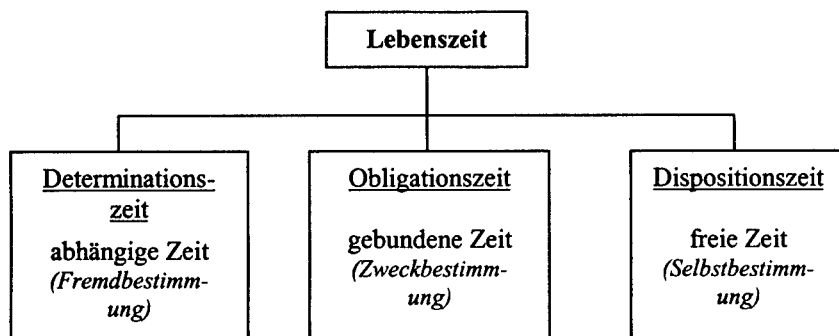 Lebenszeit
Determinations-
zeit
abhängige Zeit
(Fremdbestimm-
ung)
Obligationszeit
gebundene Zeit
(Zweckbestimm-
ung)
Dispositionszeit
freie Zeit
(Selbstbestimm-
ung)